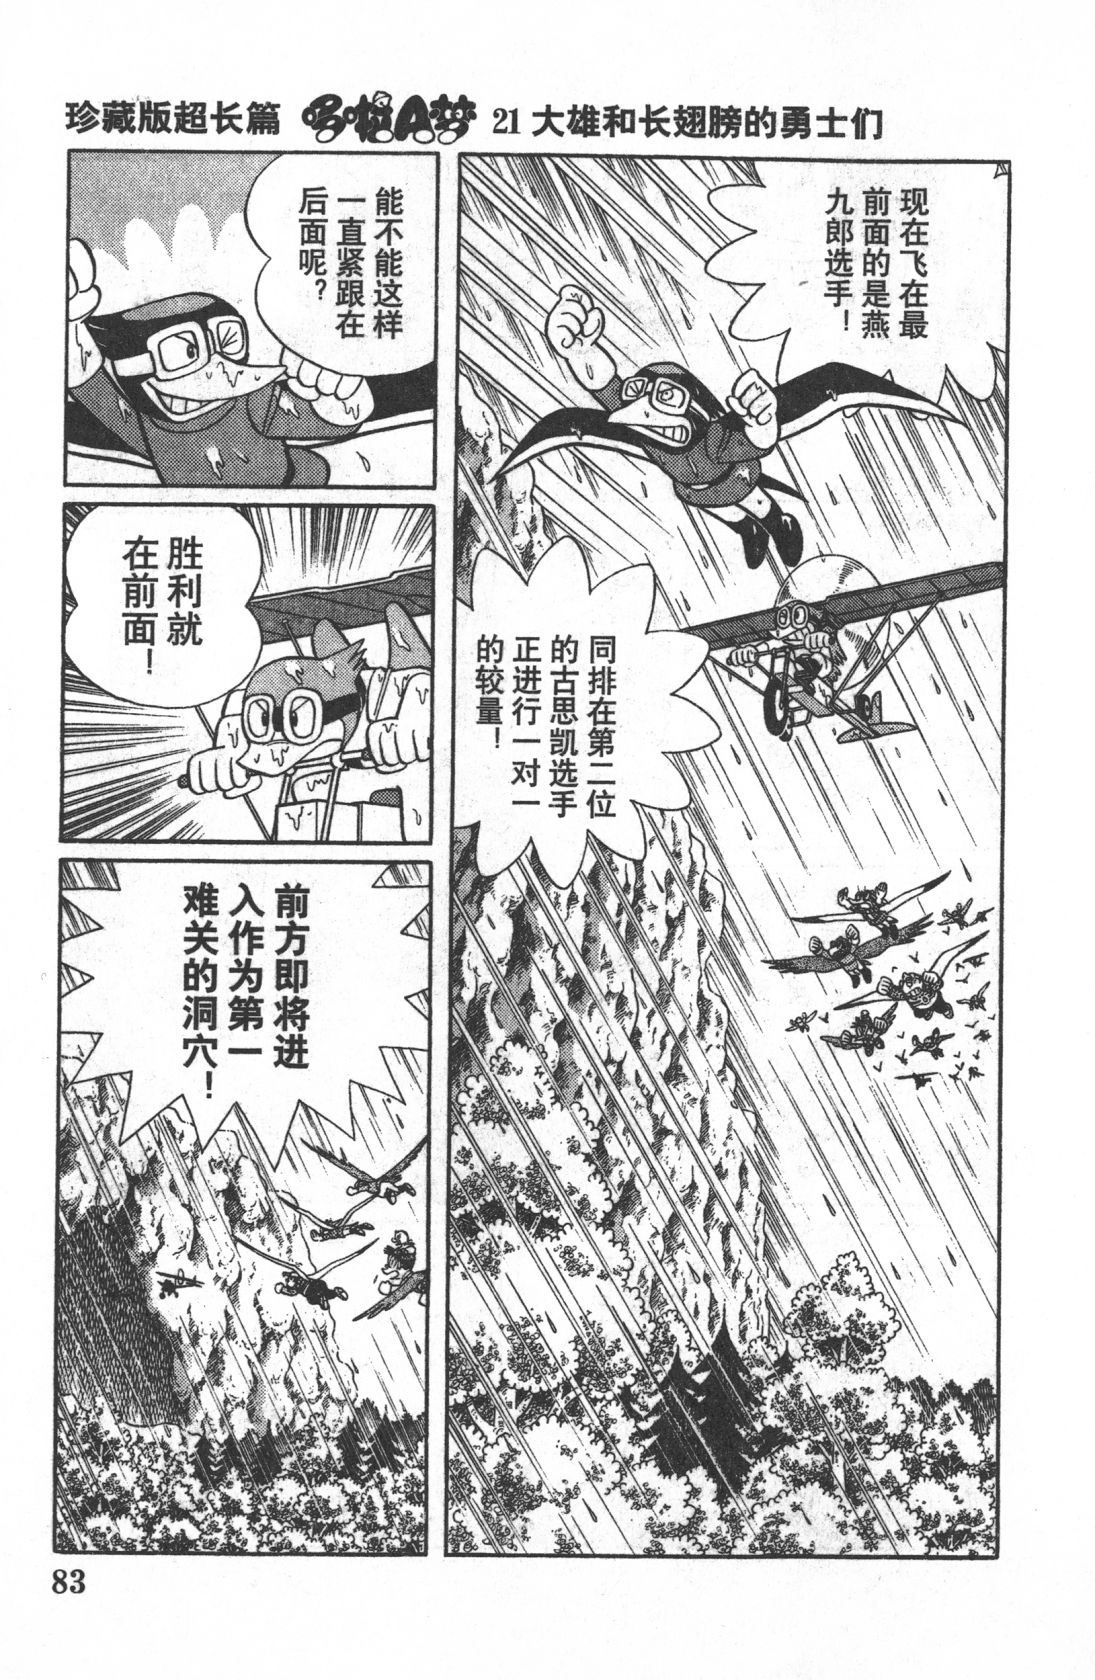 珍藏版超长篇 哆啦A梦 21 大雄和长翅膀的勇士们
现在飞在最
前面的是燕
九郎选手！
同排在第二位
的古思凯选手
正进行一对一
的较量！
能不能这样
一直紧跟在
后面呢？
胜利就
在前面！
前方即将进
入作为第一
难关的洞穴！
83